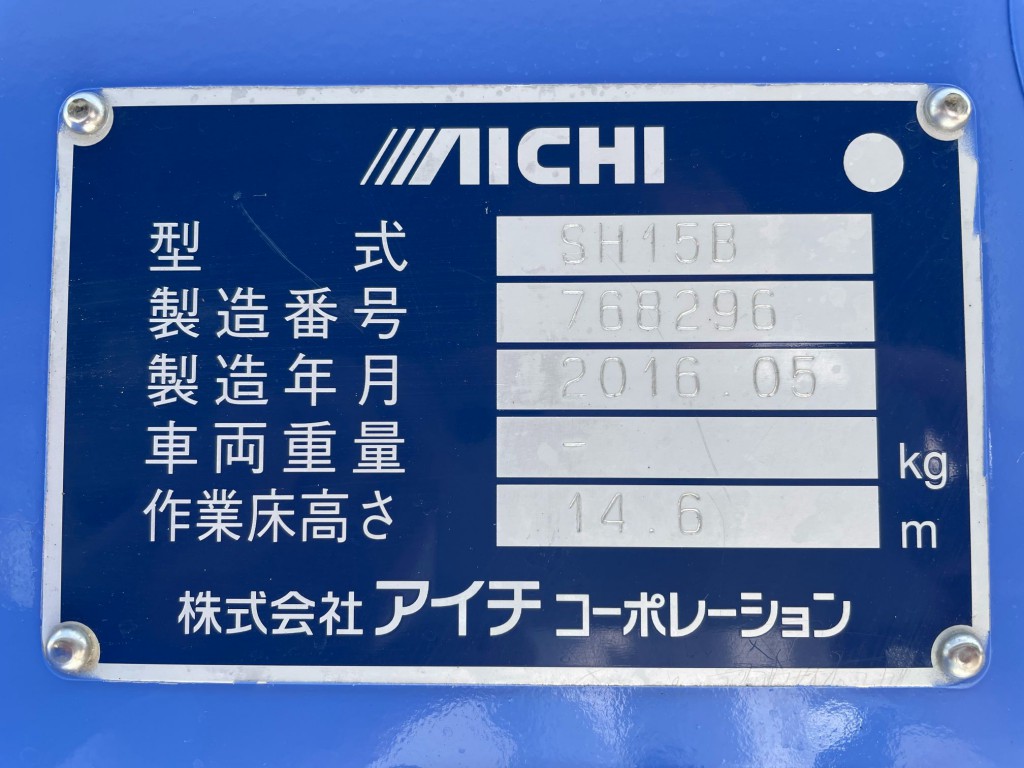 AICHI
型式 SH15B
製造番号 768296
製造年月 2016.05
車両重量 - kg
作業床高さ 14.6 m
株式会社アイチコーポレーション